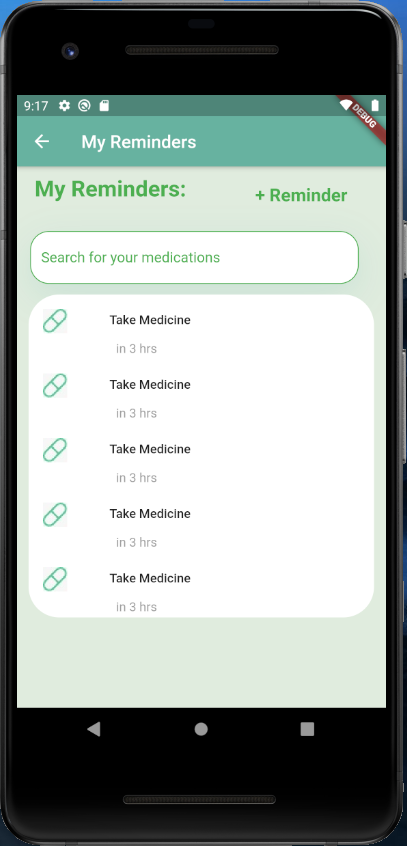 9:17
DEBUG
My Reminders
My Reminders:
+ Reminder
Search for your medications
Take Medicine
in 3 hrs
Take Medicine
in 3 hrs
Take Medicine
in 3 hrs
Take Medicine
in 3 hrs
Take Medicine
in 3 hrs